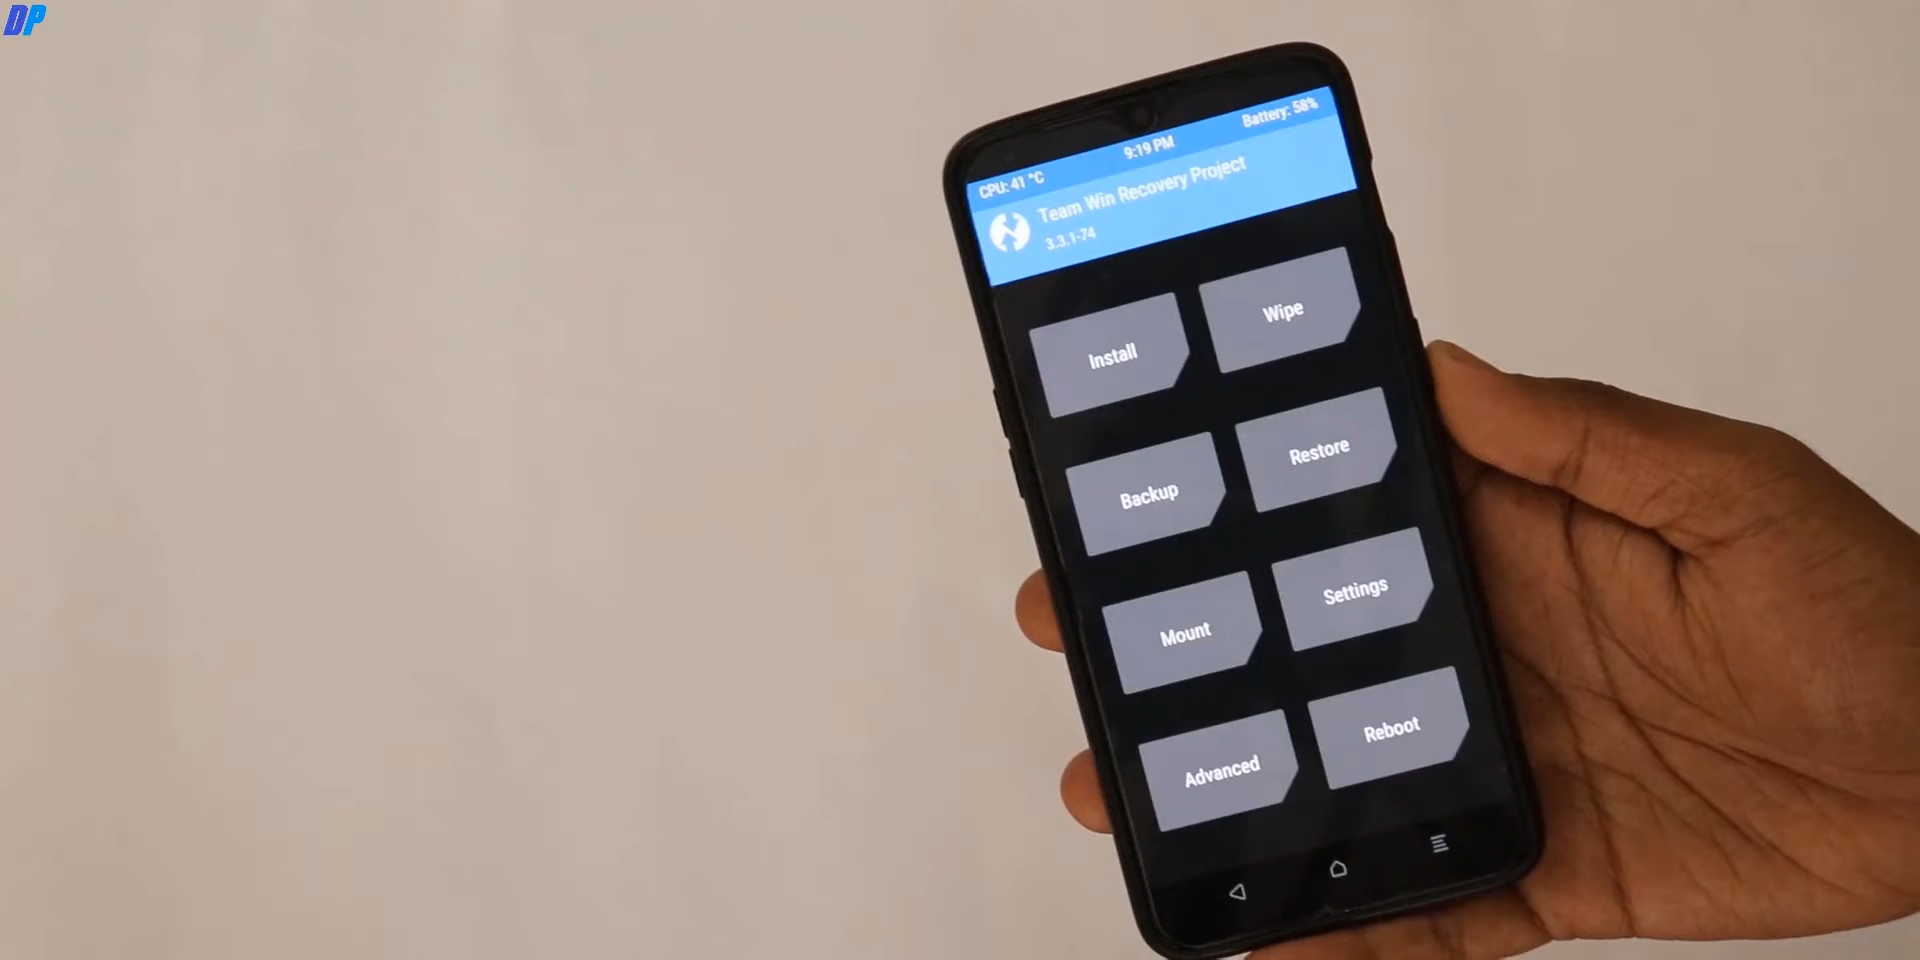 DP
CPU: 41 °C
9:19 PM
Battery: 58%
Team Win Recovery Project
3.3.1-74
Install
Wipe
Backup
Restore
Mount
Settings
Advanced
Reboot